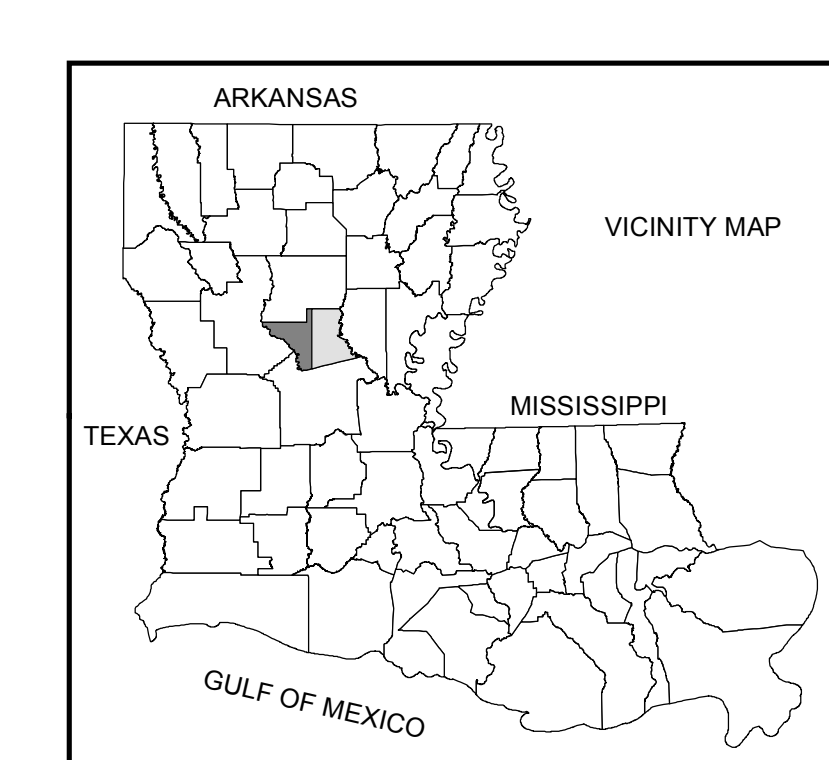 ARKANSAS
VICINITY MAP
MISSISSIPPI
TEXAS
GULF OF MEXICO